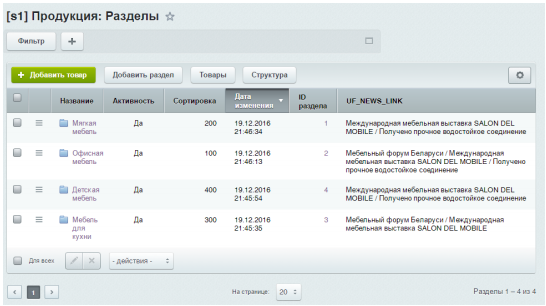 [s1] Продукция: Разделы
Фильтр
Добавить товар Добавить раздел Товары Структура
Название Активность Сортировка Дата изменения ID раздела UF_NEWS_LINK
Мягкая мебель Да 200 19.12.2016 21:46:34 1 Международная мебельная выставка SALON DEL MOBILE / Получено прочное водостойкое соединение
Офисная мебель Да 100 19.12.2016 21:46:13 2 Мебельный форум Беларуси / Международная мебельная выставка SALON DEL MOBILE / Получено прочное водостойкое соединение
Детская мебель Да 400 19.12.2016 21:45:54 4 Международная мебельная выставка SALON DEL MOBILE / Получено прочное водостойкое соединение
Мебель для кухни Да 300 19.12.2016 21:45:35 3 Мебельный форум Беларуси / Международная мебельная выставка SALON DEL MOBILE
Для всех - действия -
1 На странице: 20 Разделы 1 – 4 из 4